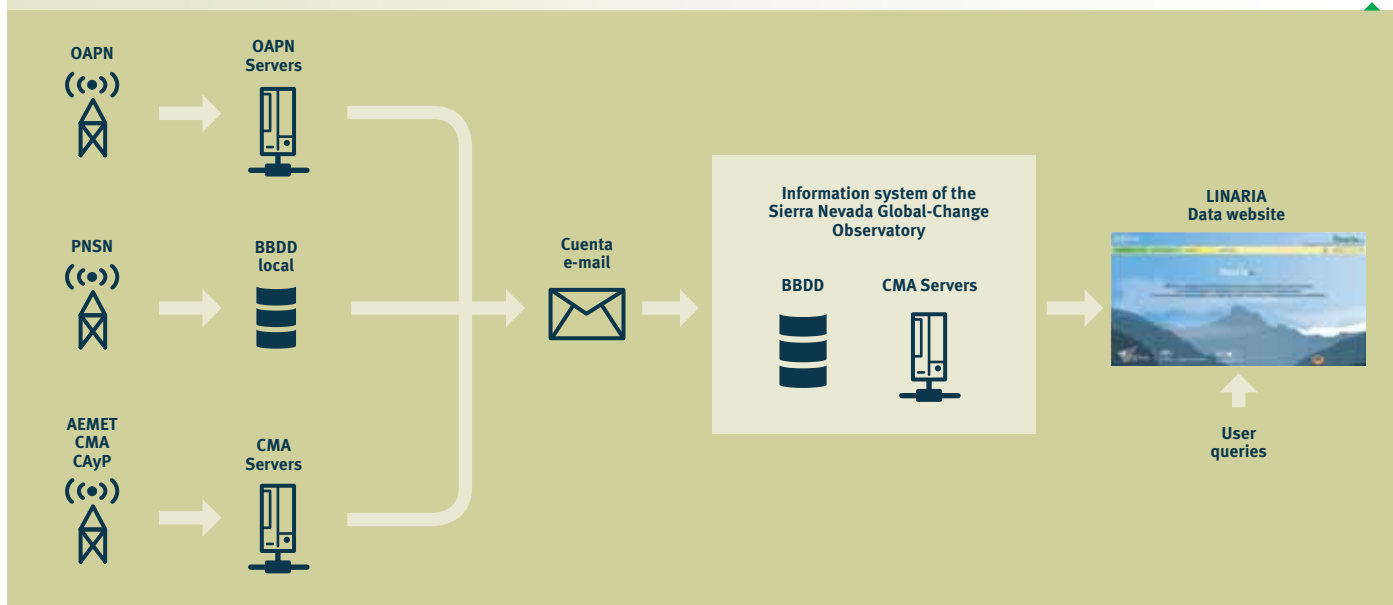 OAPN
OAPN
Servers
PNSN
BBDD
local
AEMET
CMA
CAyP
CMA
Servers
Cuenta
e-mail
Information system of the
Sierra Nevada Global-Change
Observatory
BBDD
CMA Servers
LINARIA
Data website
User
queries